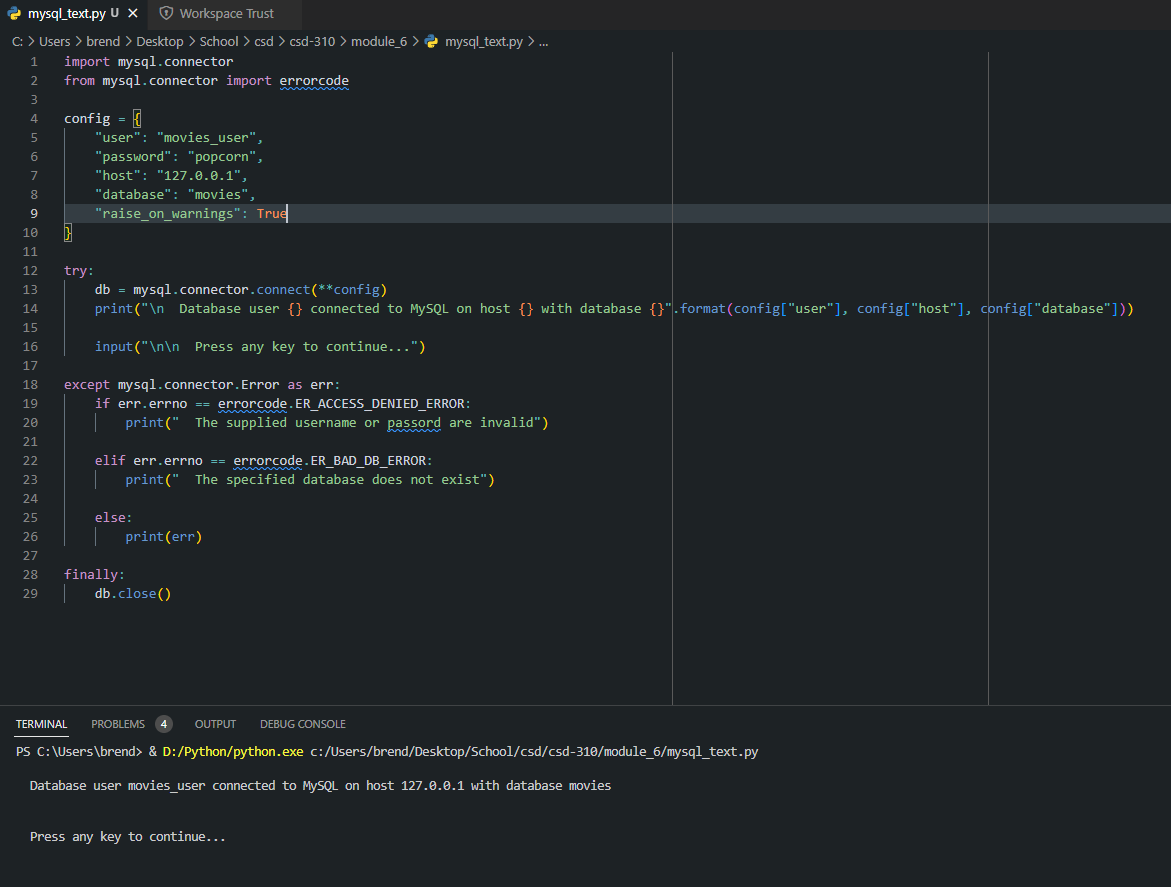 mysql_text.py U Workspace Trust
C: > Users > brend > Desktop > School > csd > csd-310 > module_6 > mysql_text.py > ...
1 import mysql.connector
2 from mysql.connector import errorcode
3
4 config = {
5     "user": "movies_user",
6     "password": "popcorn",
7     "host": "127.0.0.1",
8     "database": "movies",
9     "raise_on_warnings": True
10 }
11
12 try:
13     db = mysql.connector.connect(**config)
14     print("\n  Database user {} connected to MySQL on host {} with database {}".format(config["user"], config["host"], config["database"]))
15
16     input("\n\n  Press any key to continue...")
17
18 except mysql.connector.Error as err:
19     if err.errno == errorcode.ER_ACCESS_DENIED_ERROR:
20         print("  The supplied username or passord are invalid")
21
22     elif err.errno == errorcode.ER_BAD_DB_ERROR:
23         print("  The specified database does not exist")
24
25     else:
26         print(err)
27
28 finally:
29     db.close()
TERMINAL PROBLEMS 4 OUTPUT DEBUG CONSOLE
PS C:\Users\brend> & D:/Python/python.exe c:/Users/brend/Desktop/School/csd/csd-310/module_6/mysql_text.py
Database user movies_user connected to MySQL on host 127.0.0.1 with database movies
Press any key to continue...